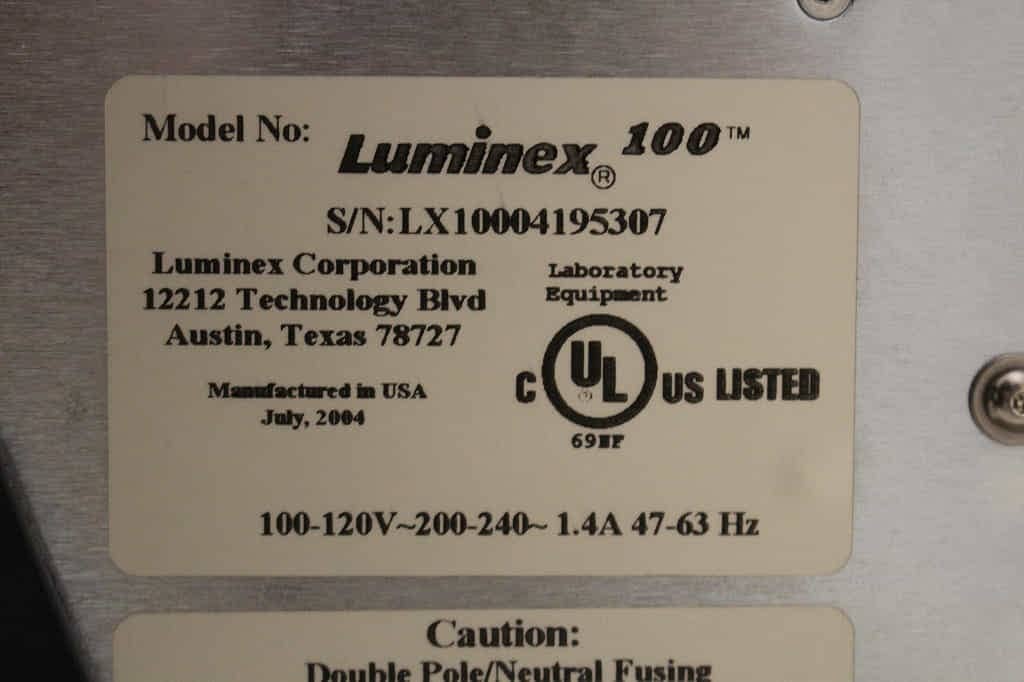 Model No: Luminex® 100™
S/N:LX10004195307
Luminex Corporation
12212 Technology Blvd
Austin, Texas 78727
Manufactured in USA
July, 2004
Laboratory
Equipment
C UL® US LISTED
100-120V~200-240~ 1.4A 47-63 Hz
Caution:
Double Pole/Neutral Fusing